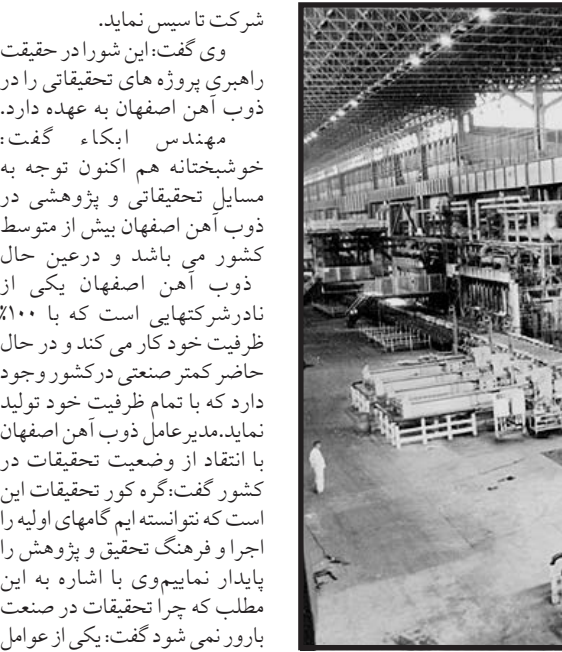 شرکت تاسیس نماید.
وی گفت:این شورا در حقیقت
راهبری پروژه های تحقیقاتی را در
ذوب آهن اصفهان به عهده دارد.
مهندس ابکاء گفت:
خوشبختانه هم اکنون توجه به
مسایل تحقیقاتی و پژوهشی در
ذوب آهن اصفهان بیش از متوسط
کشور می باشد و درعین حال
ذوب آهن اصفهان یکی از
نادرشرکتهایی است که با ۱۰۰٪
ظرفیت خود کار می کند و در حال
حاضر کمتر صنعتی درکشور وجود
دارد که با تمام ظرفیت خود تولید
نماید.مدیرعامل ذوب آهن اصفهان
با انتقاد از وضعیت تحقیقات در
کشور گفت:گره کور تحقیقات این
است که نتوانسته ایم گامهای اولیه را
اجرا و فرهنگ تحقیق و پژوهش را
پایدار نماییم.وی با اشاره به این
مطلب که چرا تحقیقات در صنعت
بارور نمی شود گفت: یکی از عوامل